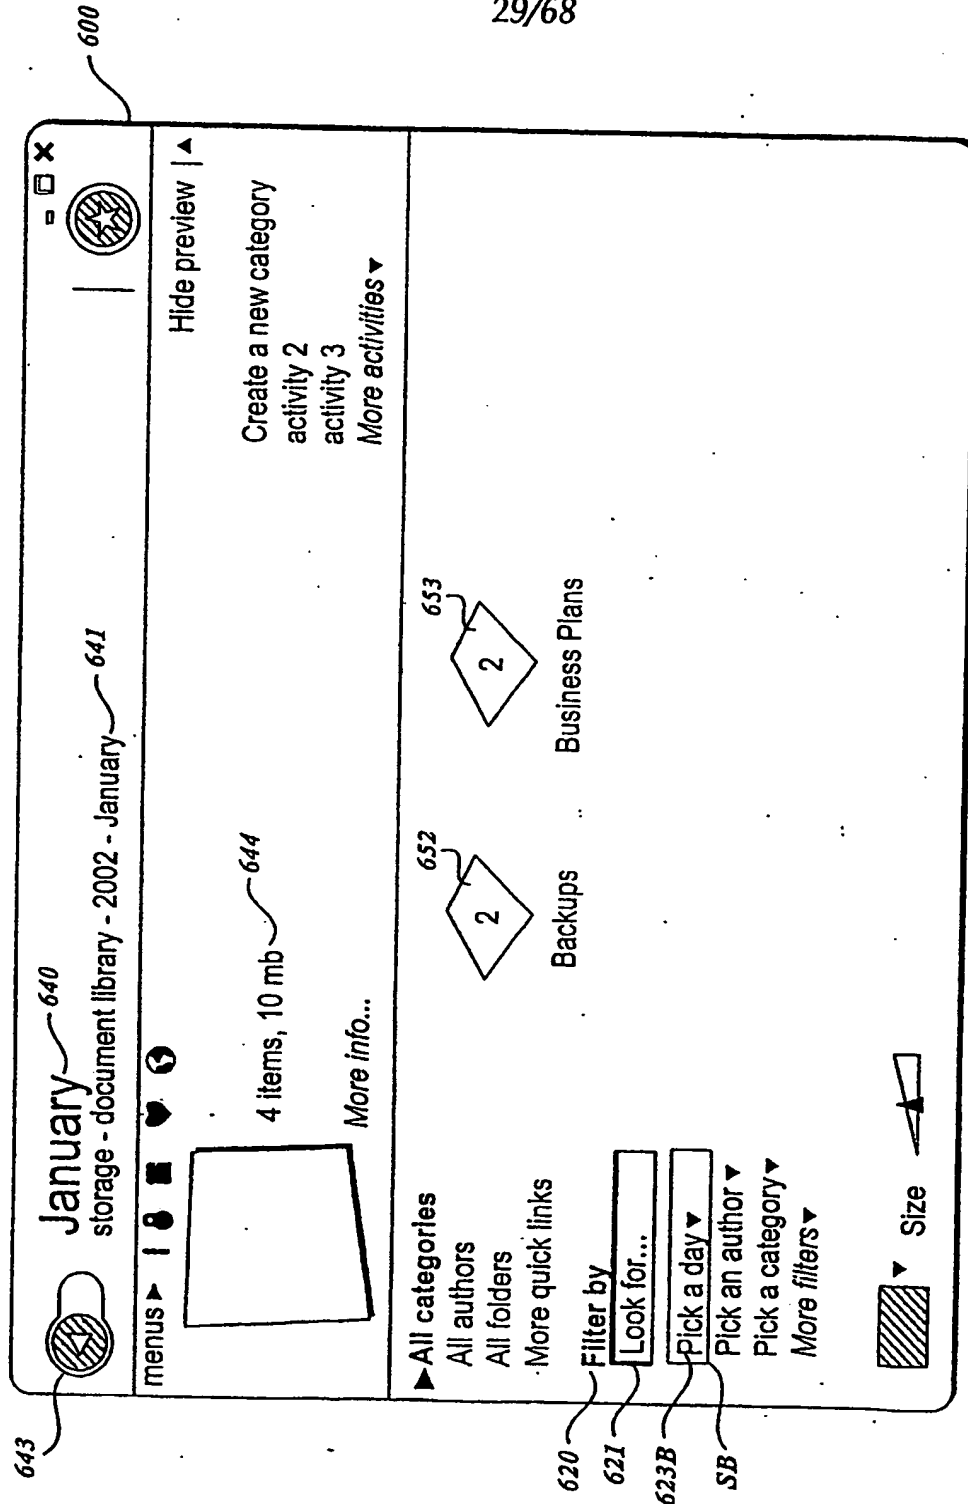 29/68
600
643
January
640
storage - document library - 2002 - January
641
menus
Hide preview
4 items, 10 mb
644
More info...
Create a new category
activity 2
activity 3
More activities
All categories
All authors
All folders
More quick links
620
Filter by
621
Look for...
623B
Pick a day
SB
Pick an author
Pick a category
More filters
Size
652
2
Backups
653
2
Business Plans